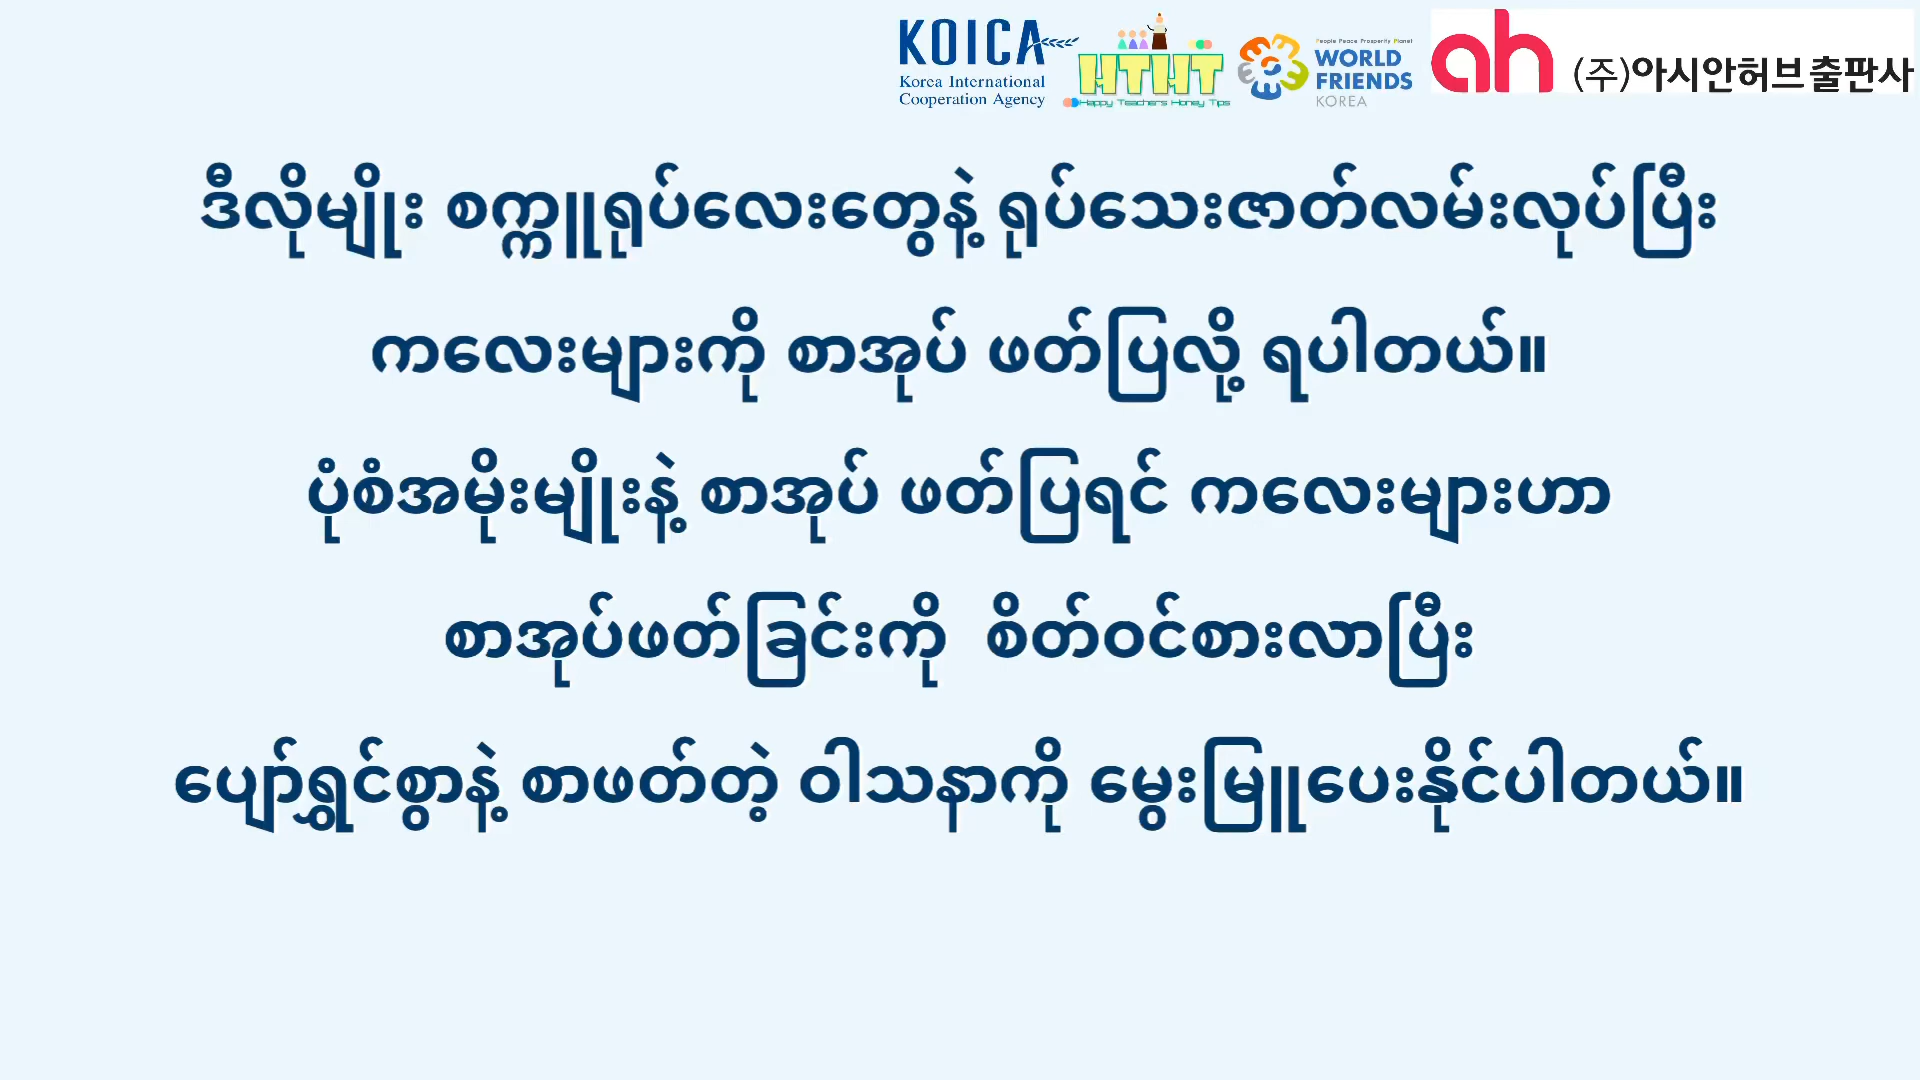 KOICA
Korea International
Cooperation Agency
HTHT
Happy Teachers Honey Tips
People Peace Prosperity Planet
WORLD
FRIENDS
KOREA
ah (주)아시안허브 출판사
ဒီလိုမျိုး စက္ကူရုပ်လေးတွေနဲ့ ရုပ်သေးဇာတ်လမ်းလုပ်ပြီး
ကလေးများကို စာအုပ် ဖတ်ပြလို့ ရပါတယ်။
ပုံစံအမိုးမျိုးနဲ့ စာအုပ် ဖတ်ပြရင် ကလေးများဟာ
စာအုပ်ဖတ်ခြင်းကို စိတ်ဝင်စားလာပြီး
ပျော်ရွှင်စွာနဲ့ စာဖတ်တဲ့ ဝါသနာကို မွေးမြူပေးနိုင်ပါတယ်။